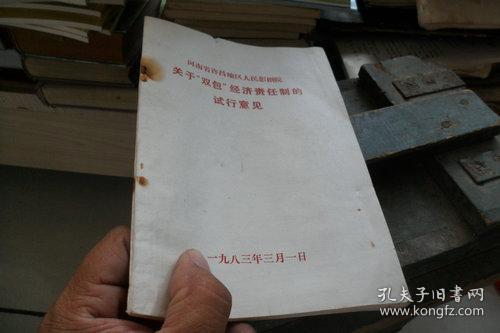 河南省许昌地区人民影剧院
关于“双包”经济责任制的
试行意见
一九八三年三月一日
孔夫子旧书网
www.kongfz.com